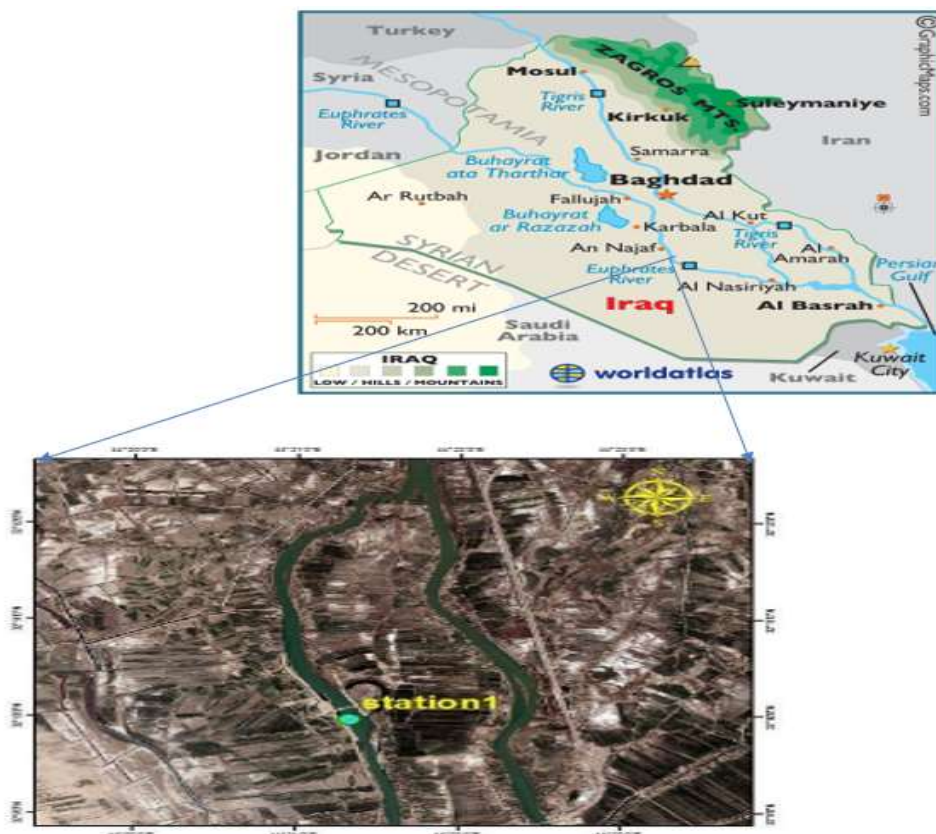 ©GraphicMaps.com
Turkey
ZAGROS MTS.
Mosul
Syria
MESOPOTAMIA
Tigris
River
Suleymaniye
Euphrates
River
Kirkuk
Iran
Jordan
Samarra
Buhayrat
ata Tharthar
Baghdad
Ar Rutbah
Fallujah
Buhayrat
ar Razazah
Karbala
Al Kut
Tigris
River
Al
Amarah
An Najaf
SYRIAN
DESERT
Euphrates
River
Al Nasiriyah
Persian
Gulf
Iraq
Al Basrah
200 mi
200 km
Saudi
Arabia
Kuwait
City
IRAQ
LOW / HILLS / MOUNTAINS
worldatlas
Kuwait
station1